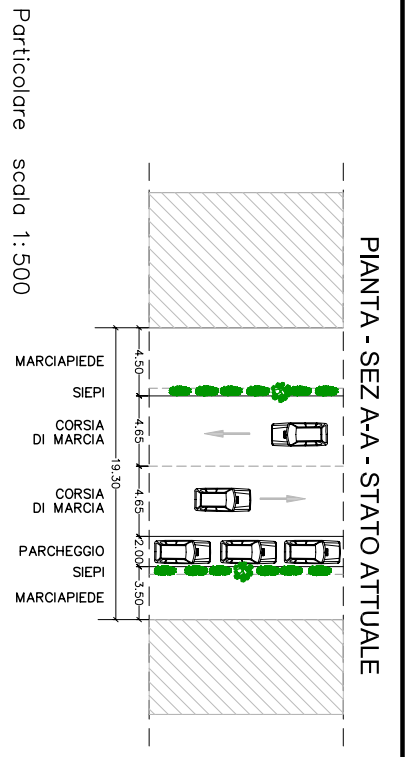 PIANTA - SEZ A-A - STATO ATTUALE
MARCIAPIEDE
SIEPI
CORSIA
DI MARCIA
CORSIA
DI MARCIA
PARCHEGGIO
SIEPI
MARCIAPIEDE
4.50
4.65
4.65
2.00
3.50
19.30
Particolare scala 1:500